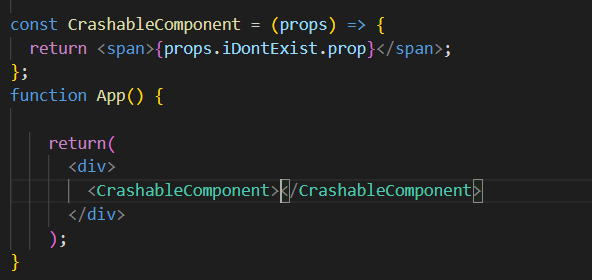 const CrashableComponent = (props) => {
  return <span>{props.iDontExist.prop}</span>;
};
function App() {
    return(
      <div>
        <CrashableComponent></CrashableComponent>
      </div>
    );
}